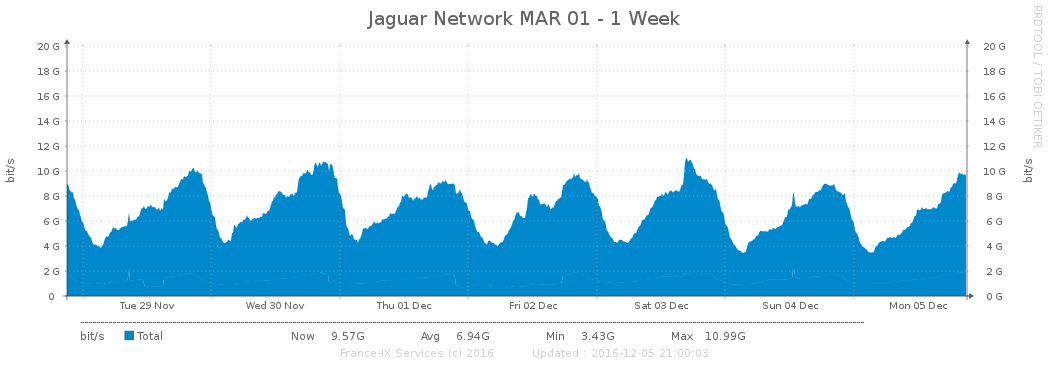 Jaguar Network MAR 01 - 1 Week
RRDTOOL / TOBI OETIKER
bit/s
20 G 20 G
18 G 18 G
16 G 16 G
14 G 14 G
12 G 12 G
10 G 10 G
8 G 8 G
6 G 6 G
4 G 4 G
2 G 2 G
0 0 G
bit/s
Tue 29 Nov Wed 30 Nov Thu 01 Dec Fri 02 Dec Sat 03 Dec Sun 04 Dec Mon 05 Dec
bit/s Total Now 9.57G Avg 6.94G Min 3.43G Max 10.99G
France-IX Services (c) 2016 Updated : 2016-12-05 21:00:03